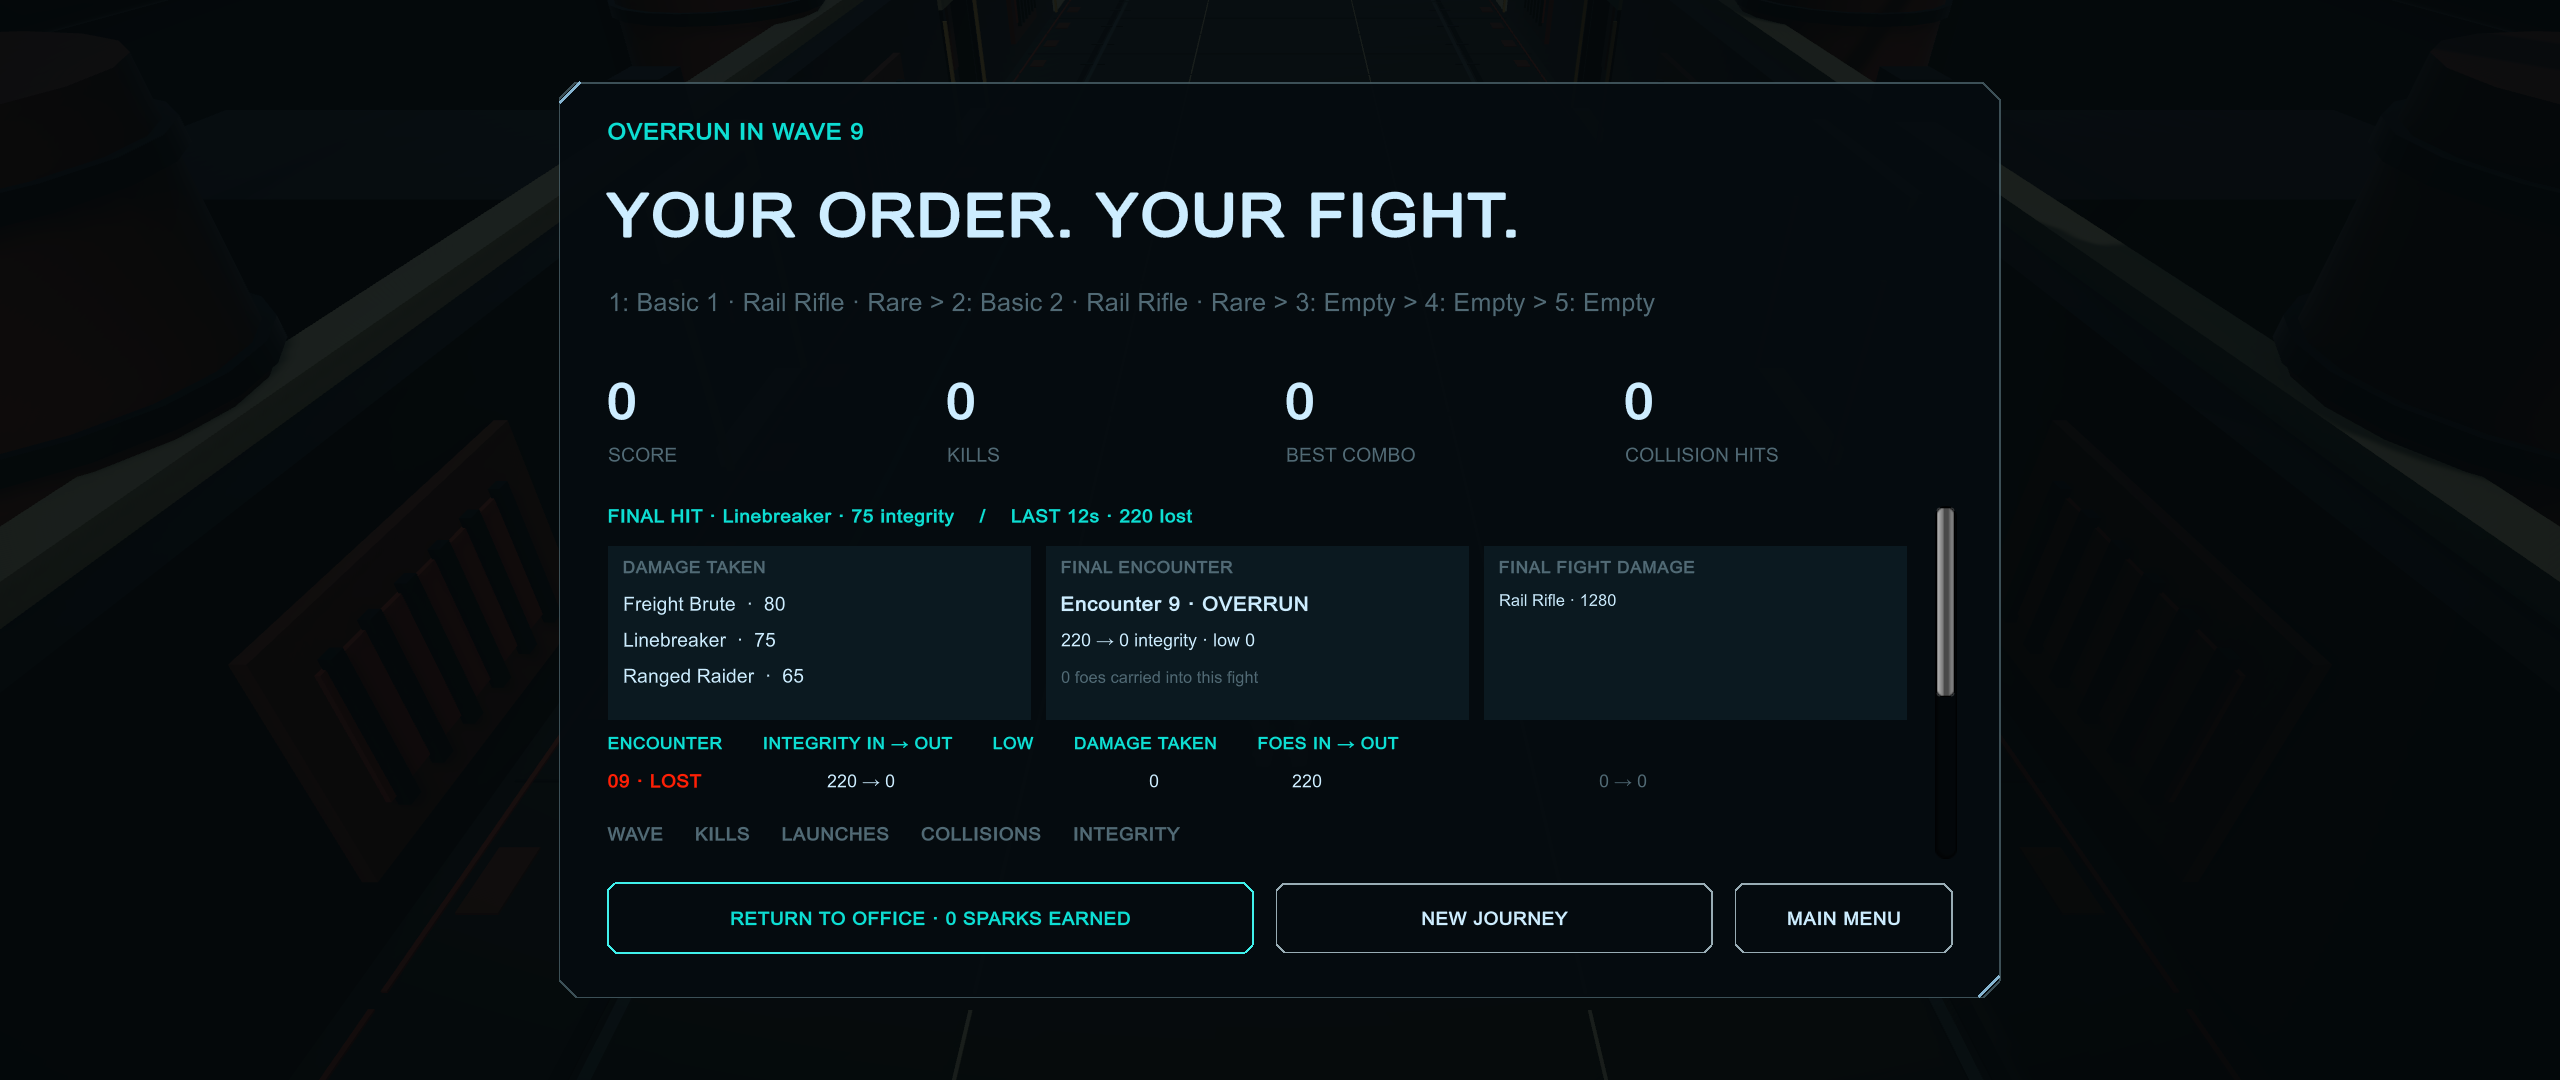 OVERRUN IN WAVE 9
YOUR ORDER. YOUR FIGHT.
1: Basic 1 · Rail Rifle · Rare > 2: Basic 2 · Rail Rifle · Rare > 3: Empty > 4: Empty > 5: Empty
0 0 0 0
SCORE KILLS BEST COMBO COLLISION HITS
FINAL HIT · Linebreaker · 75 integrity / LAST 12s · 220 lost
DAMAGE TAKEN
Freight Brute · 80
Linebreaker · 75
Ranged Raider · 65
FINAL ENCOUNTER
Encounter 9 · OVERRUN
220 → 0 integrity · low 0
0 foes carried into this fight
FINAL FIGHT DAMAGE
Rail Rifle · 1280
ENCOUNTER INTEGRITY IN → OUT LOW DAMAGE TAKEN FOES IN → OUT
09 · LOST 220 → 0 0 220 0 → 0
WAVE KILLS LAUNCHES COLLISIONS INTEGRITY
RETURN TO OFFICE · 0 SPARKS EARNED
NEW JOURNEY
MAIN MENU